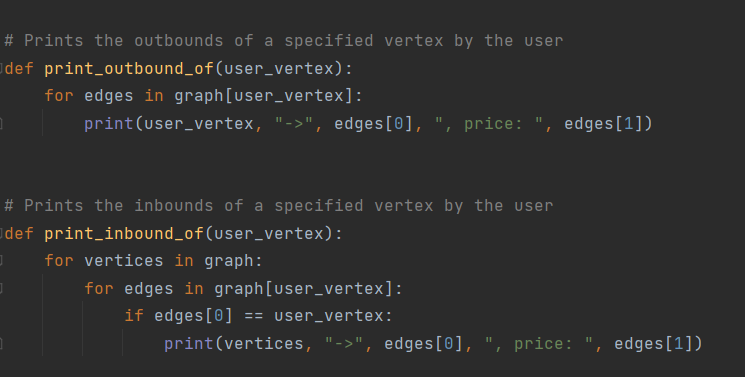 # Prints the outbounds of a specified vertex by the user
def print_outbound_of(user_vertex):
    for edges in graph[user_vertex]:
        print(user_vertex, "->", edges[0], ", price: ", edges[1])
# Prints the inbounds of a specified vertex by the user
def print_inbound_of(user_vertex):
    for vertices in graph:
        for edges in graph[user_vertex]:
            if edges[0] == user_vertex:
                print(vertices, "->", edges[0], ", price: ", edges[1])